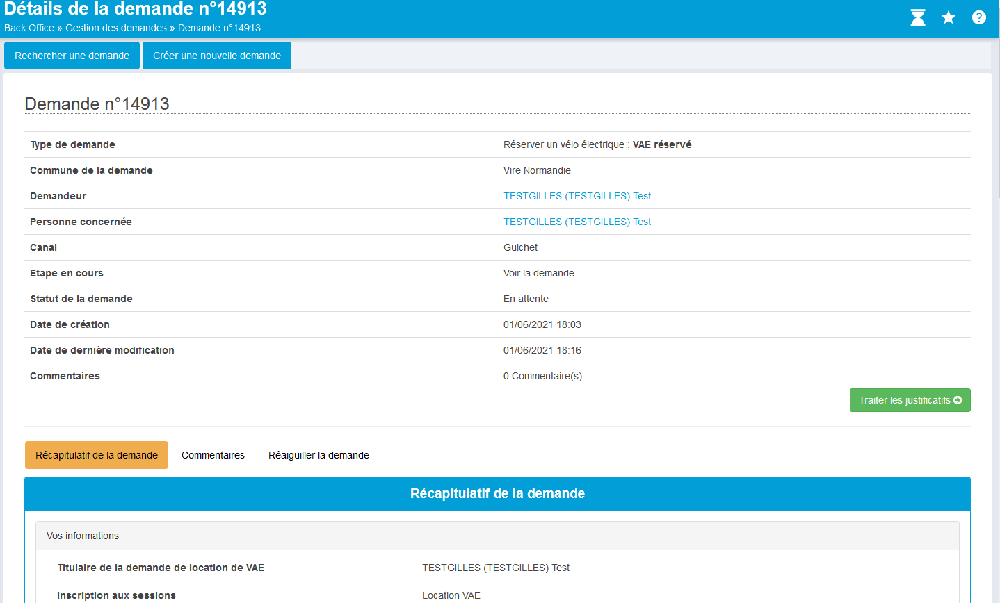 Détails de la demande n°14913
Back Office » Gestion des demandes » Demande n°14913
Rechercher une demande Créer une nouvelle demande
Demande n°14913
Type de demande Réserver un vélo électrique : VAE réservé
Commune de la demande Vire Normandie
Demandeur TESTGILLES (TESTGILLES) Test
Personne concernée TESTGILLES (TESTGILLES) Test
Canal Guichet
Etape en cours Voir la demande
Statut de la demande En attente
Date de création 01/06/2021 18:03
Date de dernière modification 01/06/2021 18:16
Commentaires 0 Commentaire(s)
Traiter les justificatifs
Récapitulatif de la demande Commentaires Réaiguiller la demande
Récapitulatif de la demande
Vos informations
Titulaire de la demande de location de VAE TESTGILLES (TESTGILLES) Test
Inscription aux sessions Location VAE